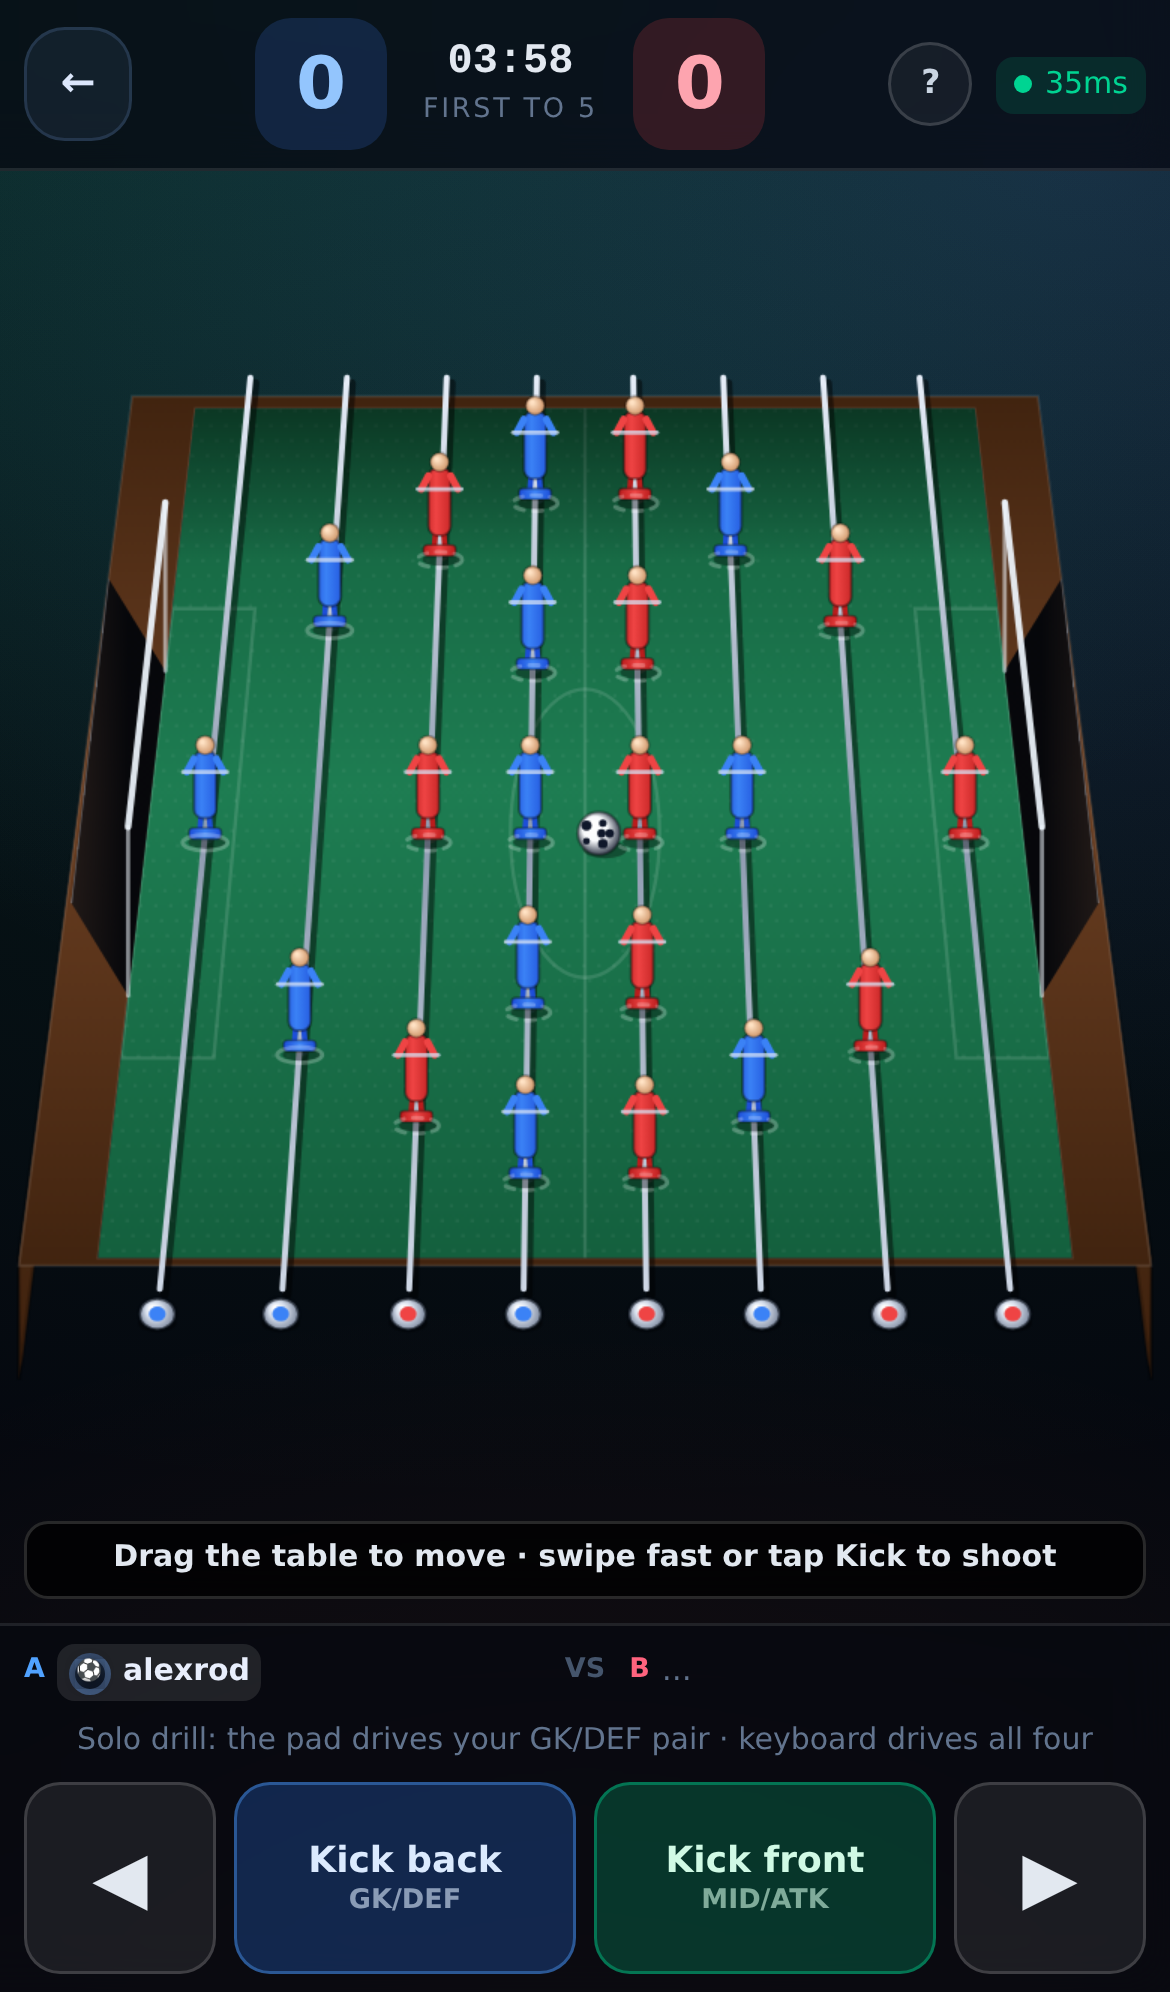 ←
0
03:58
FIRST TO 5
0
?
35ms
Drag the table to move · swipe fast or tap Kick to shoot
A alexrod
VS B ...
Solo drill: the pad drives your GK/DEF pair · keyboard drives all four
◀
Kick back
GK/DEF
Kick front
MID/ATK
▶